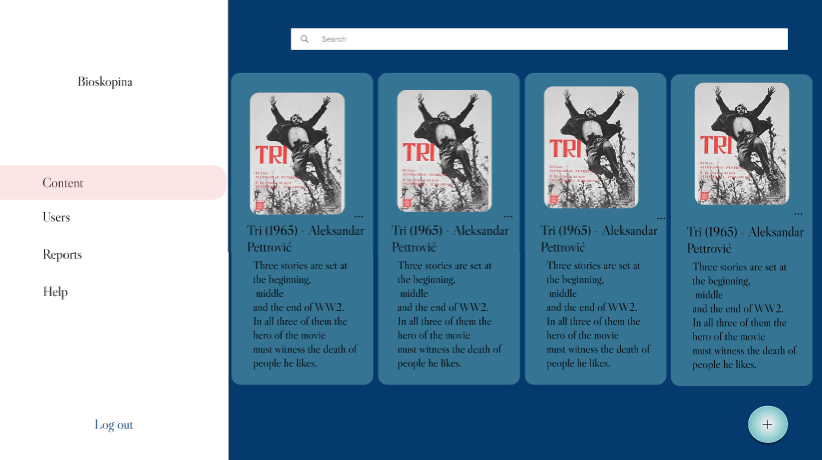 Search
Bioskopina
Content
Users
Reports
Help
Log out
TRI
Tri (1965) - Aleksandar
Pettrović
Three stories are set at
the beginning,
middle
and the end of WW2.
In all three of them the
hero of the movie
must witness the death of
people he likes.
TRI
Tri (1965) - Aleksandar
Pettrović
Three stories are set at
the beginning,
middle
and the end of WW2.
In all three of them the
hero of the movie
must witness the death of
people he likes.
TRI
Tri (1965) - Aleksandar
Pettrović
Three stories are set at
the beginning,
middle
and the end of WW2.
In all three of them the
hero of the movie
must witness the death of
people he likes.
TRI
Tri (1965) - Aleksandar
Pettrović
Three stories are set at
the beginning,
middle
and the end of WW2.
In all three of them the
hero of the movie
must witness the death of
people he likes.